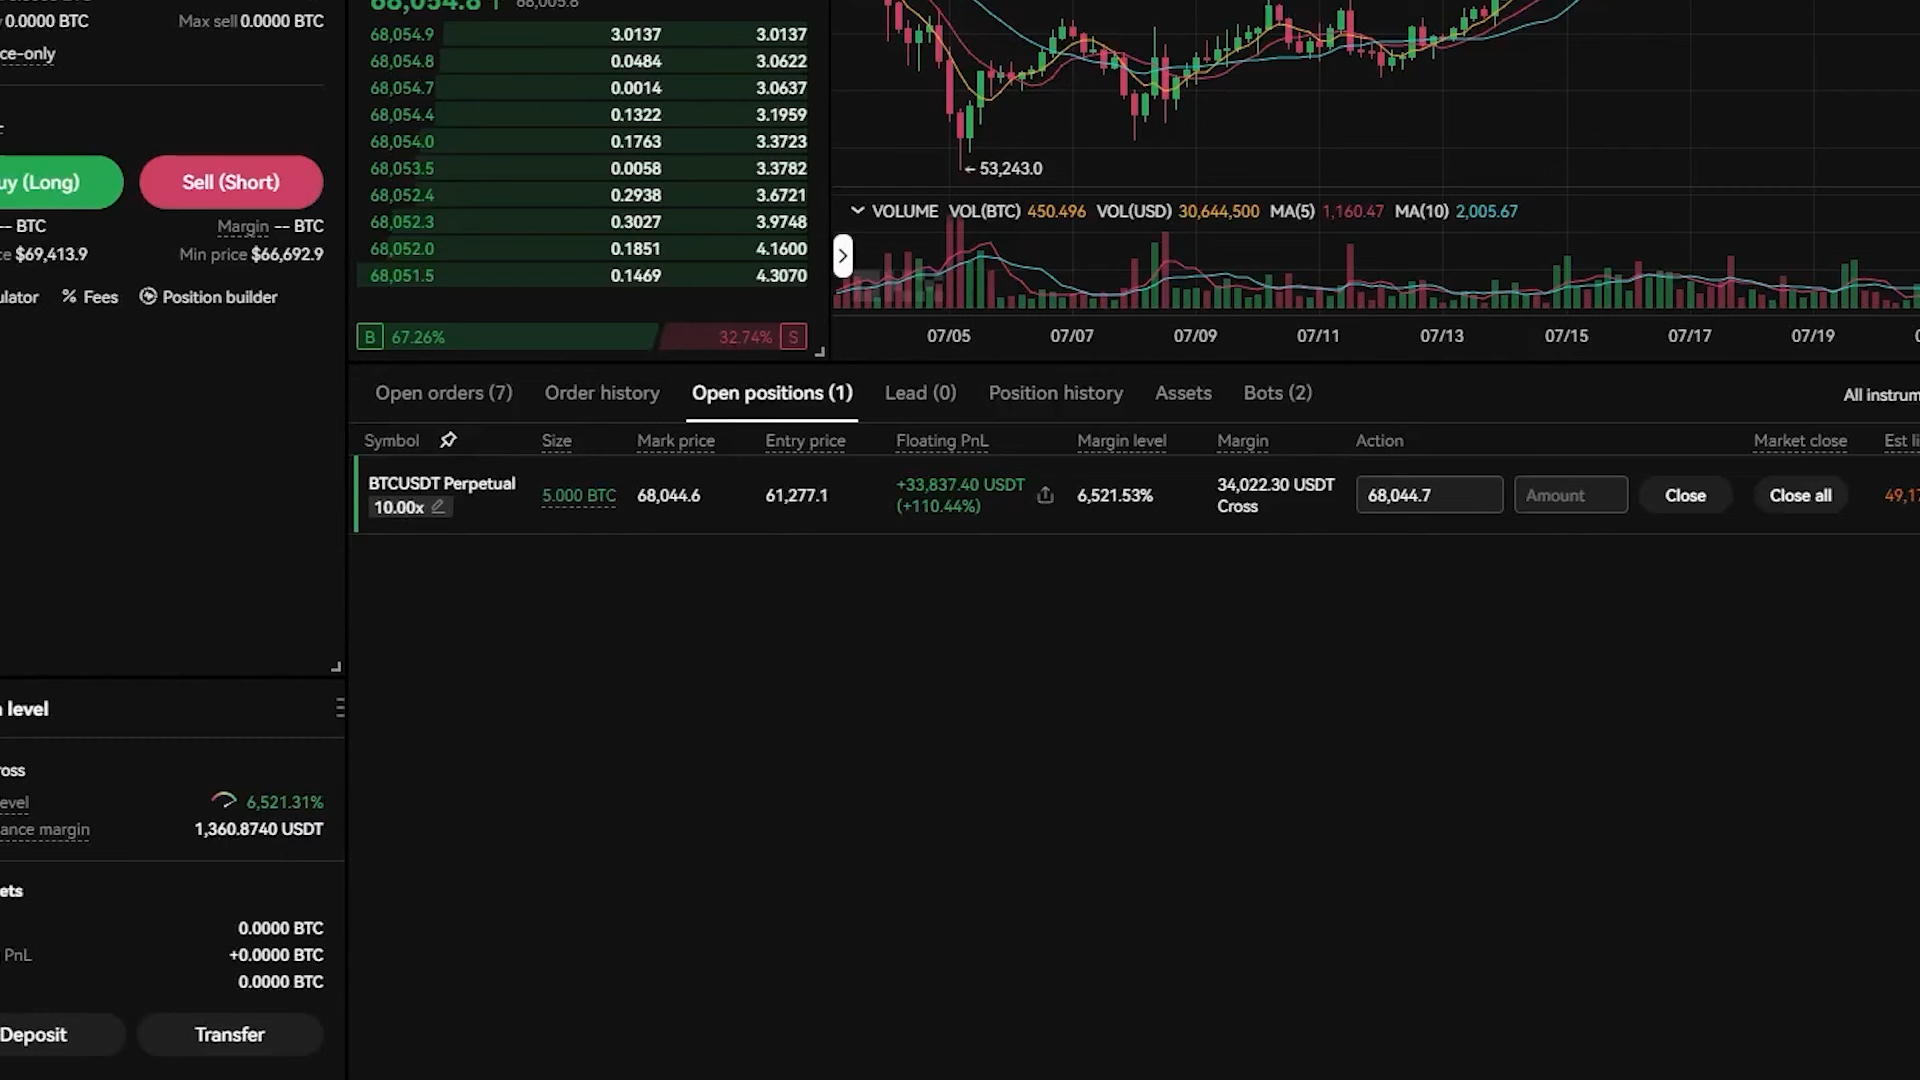 0.0000 BTC Max sell 0.0000 BTC
ce-only
uy (Long) Sell (Short)
-- BTC Margin -- BTC
ce $69,413.9 Min price $66,692.9
ulator % Fees Position builder
level
ross
evel 6,521.31%
ance margin 1,360.8740 USDT
ets
0.0000 BTC
PnL +0.0000 BTC
0.0000 BTC
Deposit Transfer
68,054.8 ↑ 68,005.8
68,054.9 3.0137 3.0137
68,054.8 0.0484 3.0622
68,054.7 0.0014 3.0637
68,054.4 0.1322 3.1959
68,054.0 0.1763 3.3723
68,053.5 0.0058 3.3782
68,052.4 0.2938 3.6721
68,052.3 0.3027 3.9748
68,052.0 0.1851 4.1600
68,051.5 0.1469 4.3070
B 67.26% 32.74% S
←53,243.0
VOLUME VOL(BTC) 450.496 VOL(USD) 30,644,500 MA(5) 1,160.47 MA(10) 2,005.67
07/05 07/07 07/09 07/11 07/13 07/15 07/17 07/19
Open orders (7) Order history Open positions (1) Lead (0) Position history Assets Bots (2) All instrum
Symbol Size Mark price Entry price Floating PnL Margin level Margin Action Market close Est li
BTCUSDT Perpetual
10.00x
5.000 BTC 68,044.6 61,277.1
+33,837.40 USDT
(+110.44%)
6,521.53%
34,022.30 USDT
Cross
68,044.7 Amount Close Close all 49,17